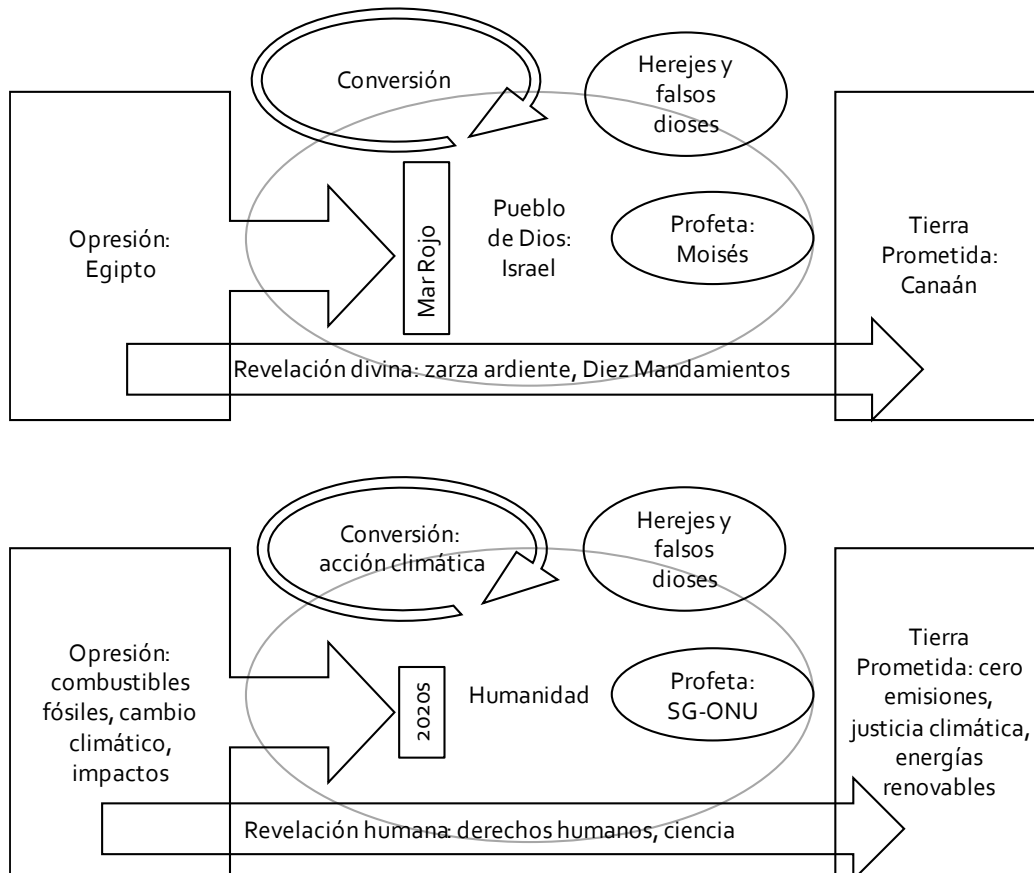 Conversión
Herejes y
falsos
dioses
Opresión:
Egipto
Mar Rojo
Pueblo
de Dios:
Israel
Profeta:
Moisés
Tierra
Prometida:
Canaán
Revelación divina: zarza ardiente, Diez Mandamientos
Conversión:
acción climática
Herejes y
falsos
dioses
Opresión:
combustibles
fósiles, cambio
climático,
impactos
2020s
Humanidad
Profeta:
SG-ONU
Tierra
Prometida: cero
emisiones,
justicia climática,
energías
renovables
Revelación humana: derechos humanos, ciencia